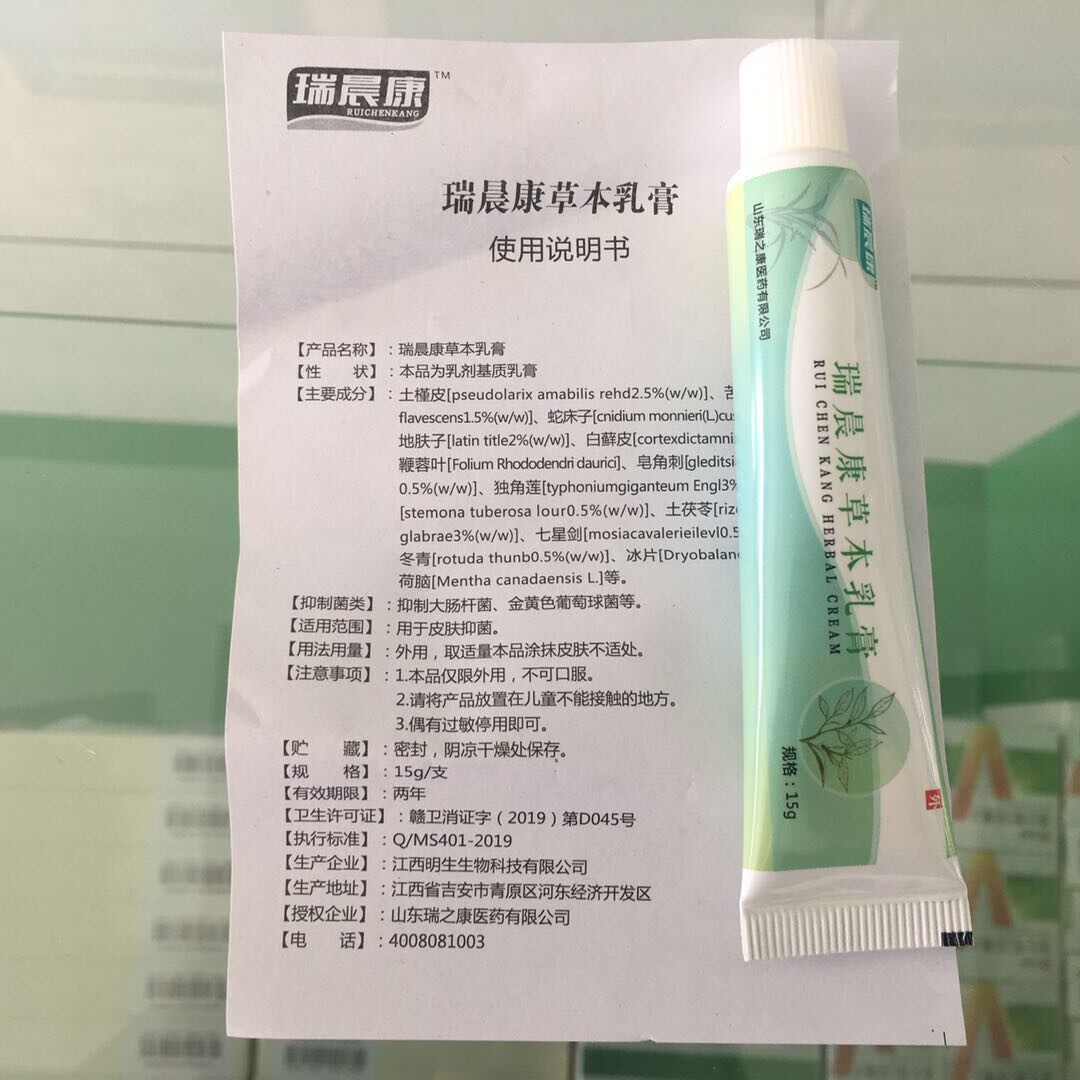 瑞晨康 TM
RUICHENKANG
瑞晨康草本乳膏
使用说明书
【产品名称】:瑞晨康草本乳膏
【性 状】:本品为乳剂基质乳膏
【主要成分】:土槿皮[pseudolarix amabilis rehd2.5%(w/w)]、苦
flavescens1.5%(w/w)]、蛇床子[cnidium monnieri(L)cus
地肤子[latin title2%(w/w)]、白藓皮[cortexdictamni
鞭蓉叶[Folium Rhododendri daurici]、皂角刺[gleditsi
0.5%(w/w)]、独角莲[typhoniumgiganteum Engl3%
[stemona tuberosa lour0.5%(w/w)]、土茯苓[riz
glabrae3%(w/w)]、七星剑[mosiacavalerieilevl0.5
冬青[rotuda thunb0.5%(w/w)]、冰片[Dryobalan
荷脑[Mentha canadaensis L.]等。
【抑制菌类】:抑制大肠杆菌、金黄色葡萄球菌等。
【适用范围】:用于皮肤抑菌。
【用法用量】:外用,取适量本品涂抹皮肤不适处。
【注意事项】:1.本品仅限外用,不可口服。
2.请将产品放置在儿童不能接触的地方。
3.偶有过敏停用即可。
【贮 藏】:密封,阴凉干燥处保存。
【规 格】:15g/支
【有效期限】:两年
【卫生许可证】:赣卫消证字(2019)第D045号
【执行标准】:Q/MS401-2019
【生产企业】:江西明生生物科技有限公司
【生产地址】:江西省吉安市青原区河东经济开发区
【授权企业】:山东瑞之康医药有限公司
【电 话】:4008081003
瑞晨康
山东瑞之康医药有限公司
瑞晨康草本乳膏
RUI CHEN KANG HERBAL CREAM
规格:15g
外